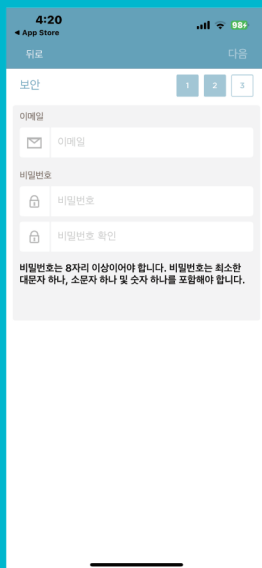 4:20
98
◀ App Store
뒤로
다음
보안
1
2
3
이메일
이메일
비밀번호
비밀번호
비밀번호 확인
비밀번호는 8자리 이상이어야 합니다. 비밀번호는 최소한
대문자 하나, 소문자 하나 및 숫자 하나를 포함해야 합니다.